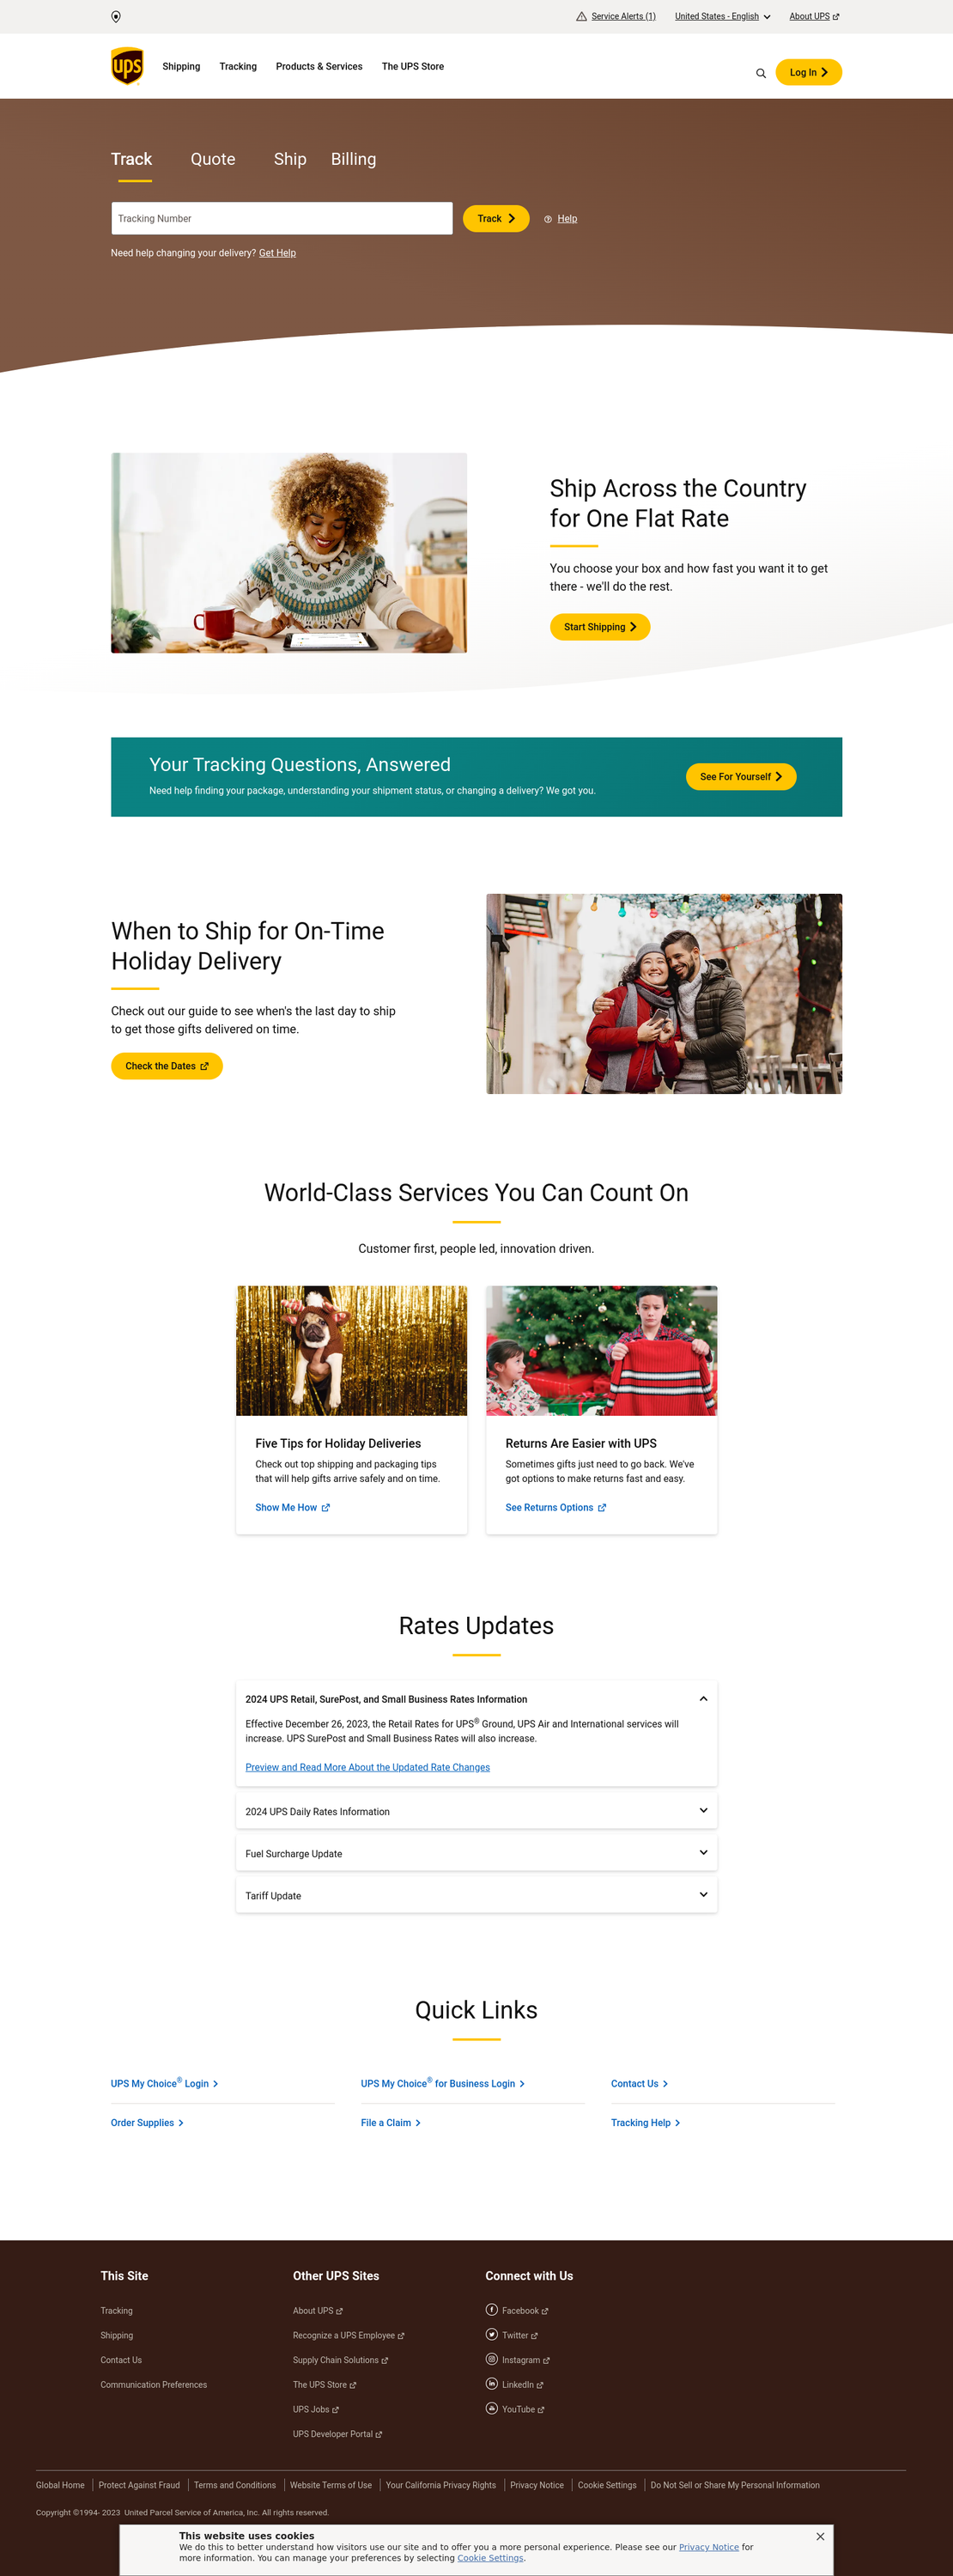 Service Alerts (1)
United States - English
About UPS
ups
Shipping
Tracking
Products & Services
The UPS Store
Log In
Track
Quote
Ship
Billing
Tracking Number
Track
Help
Need help changing your delivery? Get Help
Ship Across the Country
for One Flat Rate
You choose your box and how fast you want it to get
there - we'll do the rest.
Start Shipping
Your Tracking Questions, Answered
Need help finding your package, understanding your shipment status, or changing a delivery? We got you.
See For Yourself
When to Ship for On-Time
Holiday Delivery
Check out our guide to see when's the last day to ship
to get those gifts delivered on time.
Check the Dates
World-Class Services You Can Count On
Customer first, people led, innovation driven.
Five Tips for Holiday Deliveries
Check out top shipping and packaging tips
that will help gifts arrive safely and on time.
Show Me How
Returns Are Easier with UPS
Sometimes gifts just need to go back. We've
got options to make returns fast and easy.
See Returns Options
Rates Updates
2024 UPS Retail, SurePost, and Small Business Rates Information
Effective December 26, 2023, the Retail Rates for UPS® Ground, UPS Air and International services will
increase. UPS SurePost and Small Business Rates will also increase.
Preview and Read More About the Updated Rate Changes
2024 UPS Daily Rates Information
Fuel Surcharge Update
Tariff Update
Quick Links
UPS My Choice® Login
UPS My Choice® for Business Login
Contact Us
Order Supplies
File a Claim
Tracking Help
This Site
Tracking
Shipping
Contact Us
Communication Preferences
Other UPS Sites
About UPS
Recognize a UPS Employee
Supply Chain Solutions
The UPS Store
UPS Jobs
UPS Developer Portal
Connect with Us
Facebook
Twitter
Instagram
LinkedIn
YouTube
Global Home
Protect Against Fraud
Terms and Conditions
Website Terms of Use
Your California Privacy Rights
Privacy Notice
Cookie Settings
Do Not Sell or Share My Personal Information
Copyright ©1994- 2023 United Parcel Service of America, Inc. All rights reserved.
This website uses cookies
We do this to better understand how visitors use our site and to offer you a more personal experience. Please see our Privacy Notice for
more information. You can manage your preferences by selecting Cookie Settings.